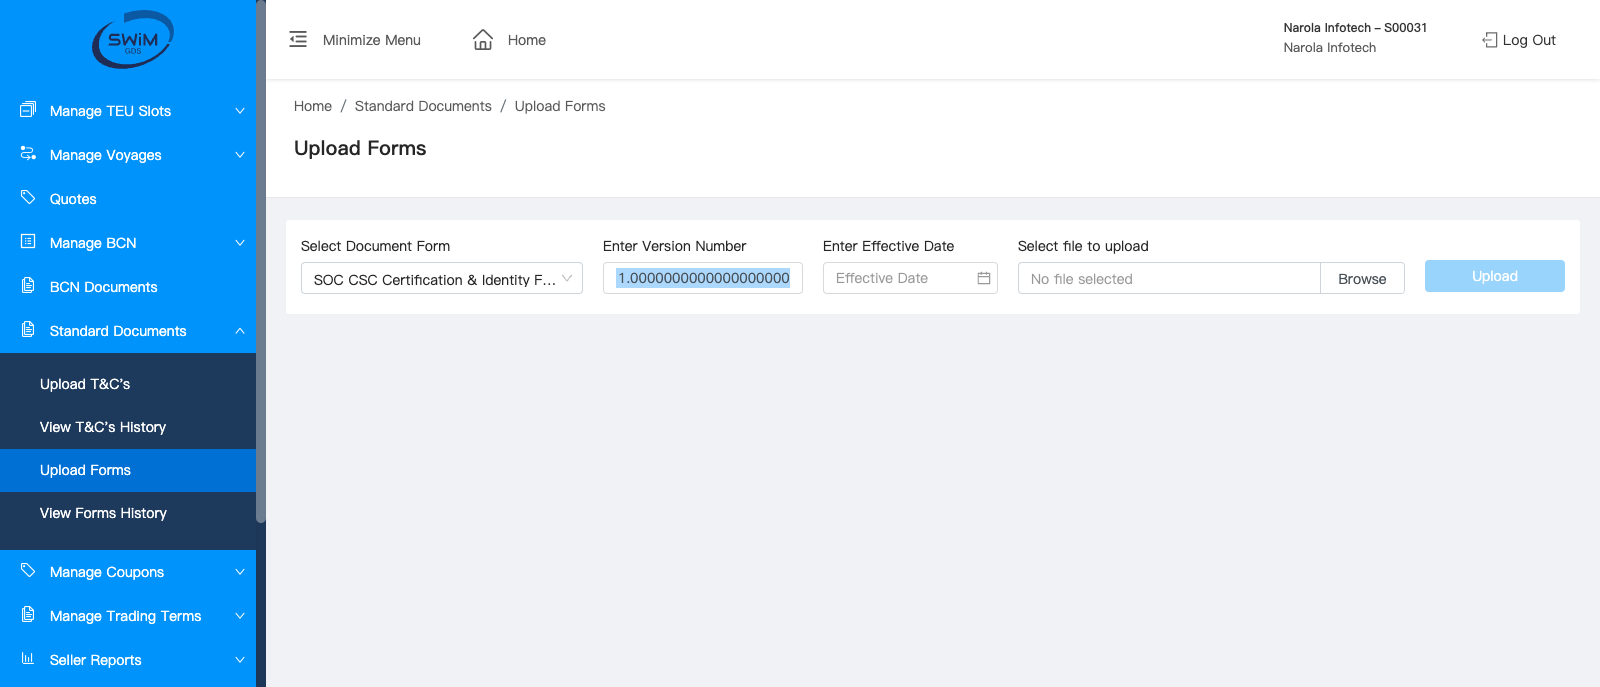 SWiM
GDS
Minimize Menu
Home
Narola Infotech – S00031
Narola Infotech
Log Out
Manage TEU Slots
Manage Voyages
Quotes
Manage BCN
BCN Documents
Standard Documents
Upload T&C's
View T&C's History
Upload Forms
View Forms History
Manage Coupons
Manage Trading Terms
Seller Reports
Home / Standard Documents / Upload Forms
Upload Forms
Select Document Form
SOC CSC Certification & Identity F...
Enter Version Number
1.0000000000000000000
Enter Effective Date
Effective Date
Select file to upload
No file selected
Browse
Upload